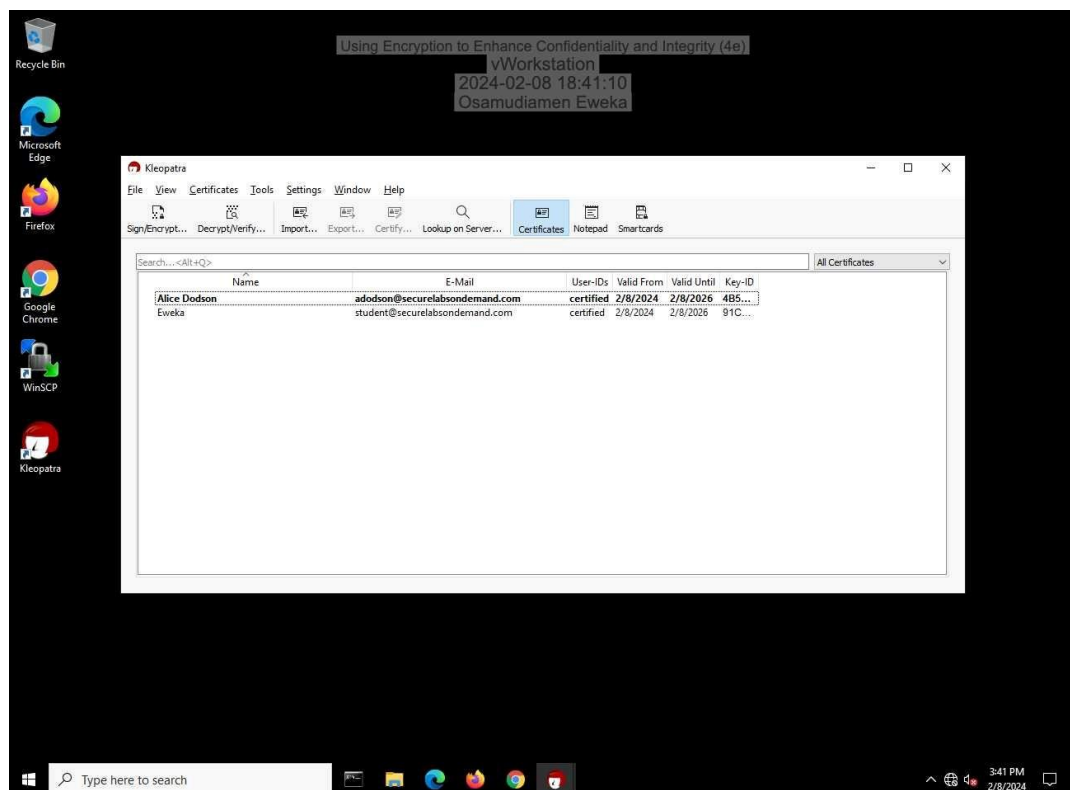 Recycle Bin
Using Encryption to Enhance Confidentiality and Integrity (4e)
vWorkstation
2024-02-08 18:41:10
Osamudiamen Eweka
Microsoft
Edge
Firefox
Google
Chrome
WinSCP
Kleopatra
Kleopatra
File View Certificates Tools Settings Window Help
Sign/Encrypt... Decrypt/Verify... Import... Export... Certify... Lookup on Server... Certificates Notepad Smartcards
Search...<Alt+Q> All Certificates
Name E-Mail User-IDs Valid From Valid Until Key-ID
Alice Dodson adodson@securelabsondemand.com certified 2/8/2024 2/8/2026 4B5...
Eweka student@securelabsondemand.com certified 2/8/2024 2/8/2026 91C...
Type here to search
3:41 PM
2/8/2024